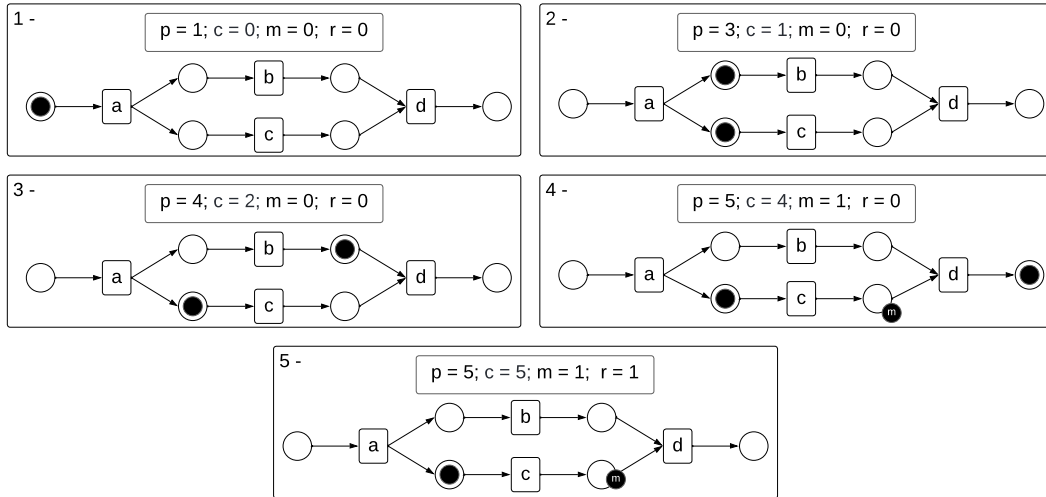 1 -
p = 1; c = 0; m = 0; r = 0
a
b
c
d
2 -
p = 3; c = 1; m = 0; r = 0
a
b
c
d
3 -
p = 4; c = 2; m = 0; r = 0
a
b
c
d
4 -
p = 5; c = 4; m = 1; r = 0
a
b
c
d
m
5 -
p = 5; c = 5; m = 1; r = 1
a
b
c
d
m